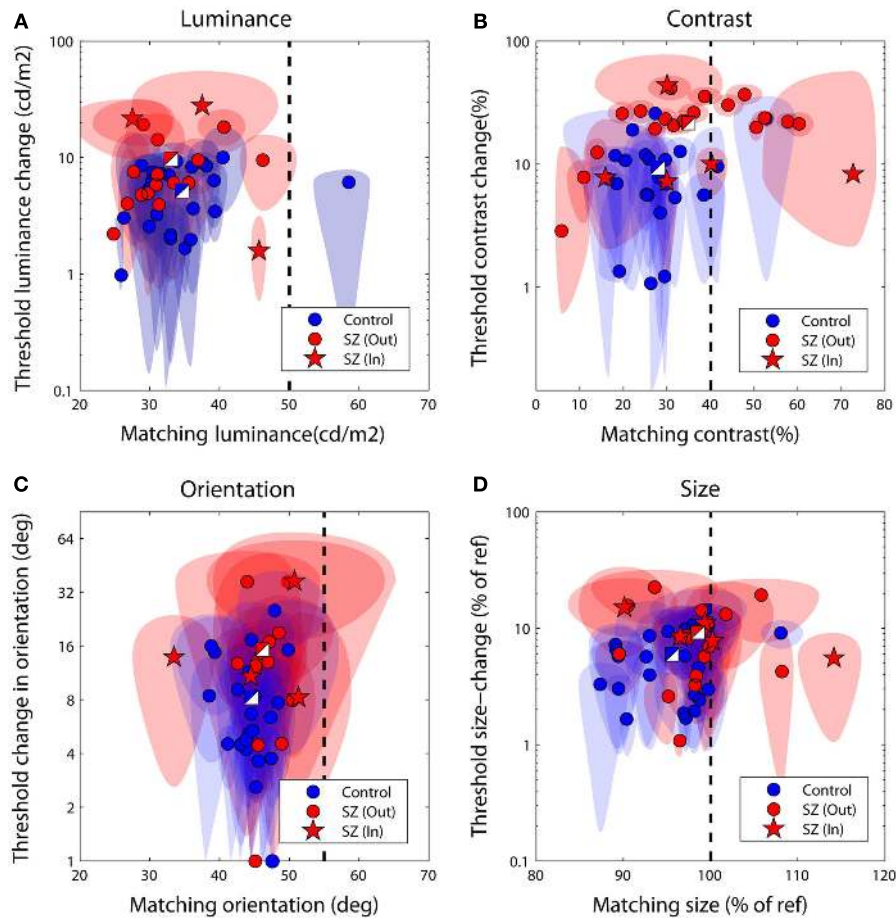 A
Luminance
Threshold luminance change (cd/m2)
100
10
1
0.1
20 30 40 50 60 70
Matching luminance(cd/m2)
Control
SZ (Out)
SZ (In)
B
Contrast
Threshold contrast change(%)
100
10
1
0 10 20 30 40 50 60 70 80
Matching contrast(%)
Control
SZ (Out)
SZ (In)
C
Orientation
Threshold change in orientation (deg)
64
32
16
8
4
2
1
20 30 40 50 60 70
Matching orientation (deg)
Control
SZ (Out)
SZ (In)
D
Size
Threshold size–change (% of ref)
100
10
1
0.1
80 90 100 110 120
Matching size (% of ref)
Control
SZ (Out)
SZ (In)